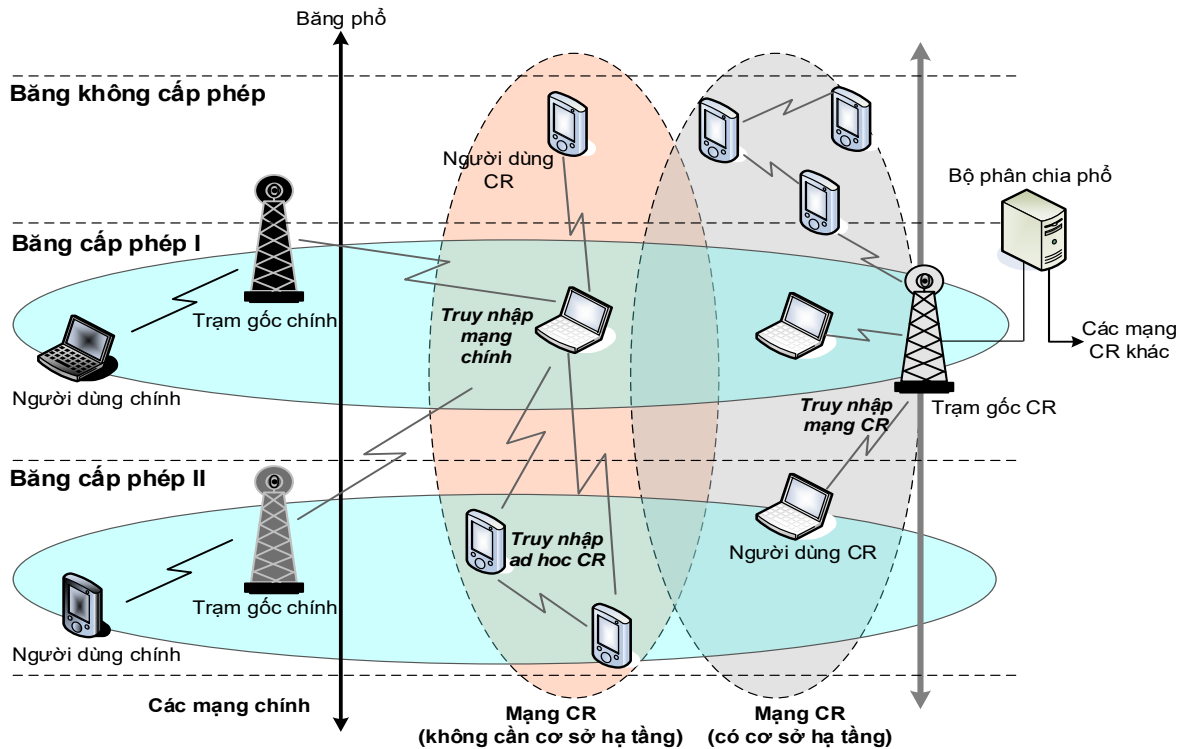 Băng phổ
Băng không cấp phép
Người dùng
CR
Bộ phân chia phổ
Băng cấp phép I
Trạm gốc chính
Truy nhập
mạng
chính
Các mạng
CR khác
Người dùng chính
Truy nhập
mạng CR
Trạm gốc CR
Băng cấp phép II
Truy nhập
ad hoc CR
Người dùng CR
Trạm gốc chính
Người dùng chính
Các mạng chính
Mạng CR
(không cần cơ sở hạ tầng)
Mạng CR
(có cơ sở hạ tầng)